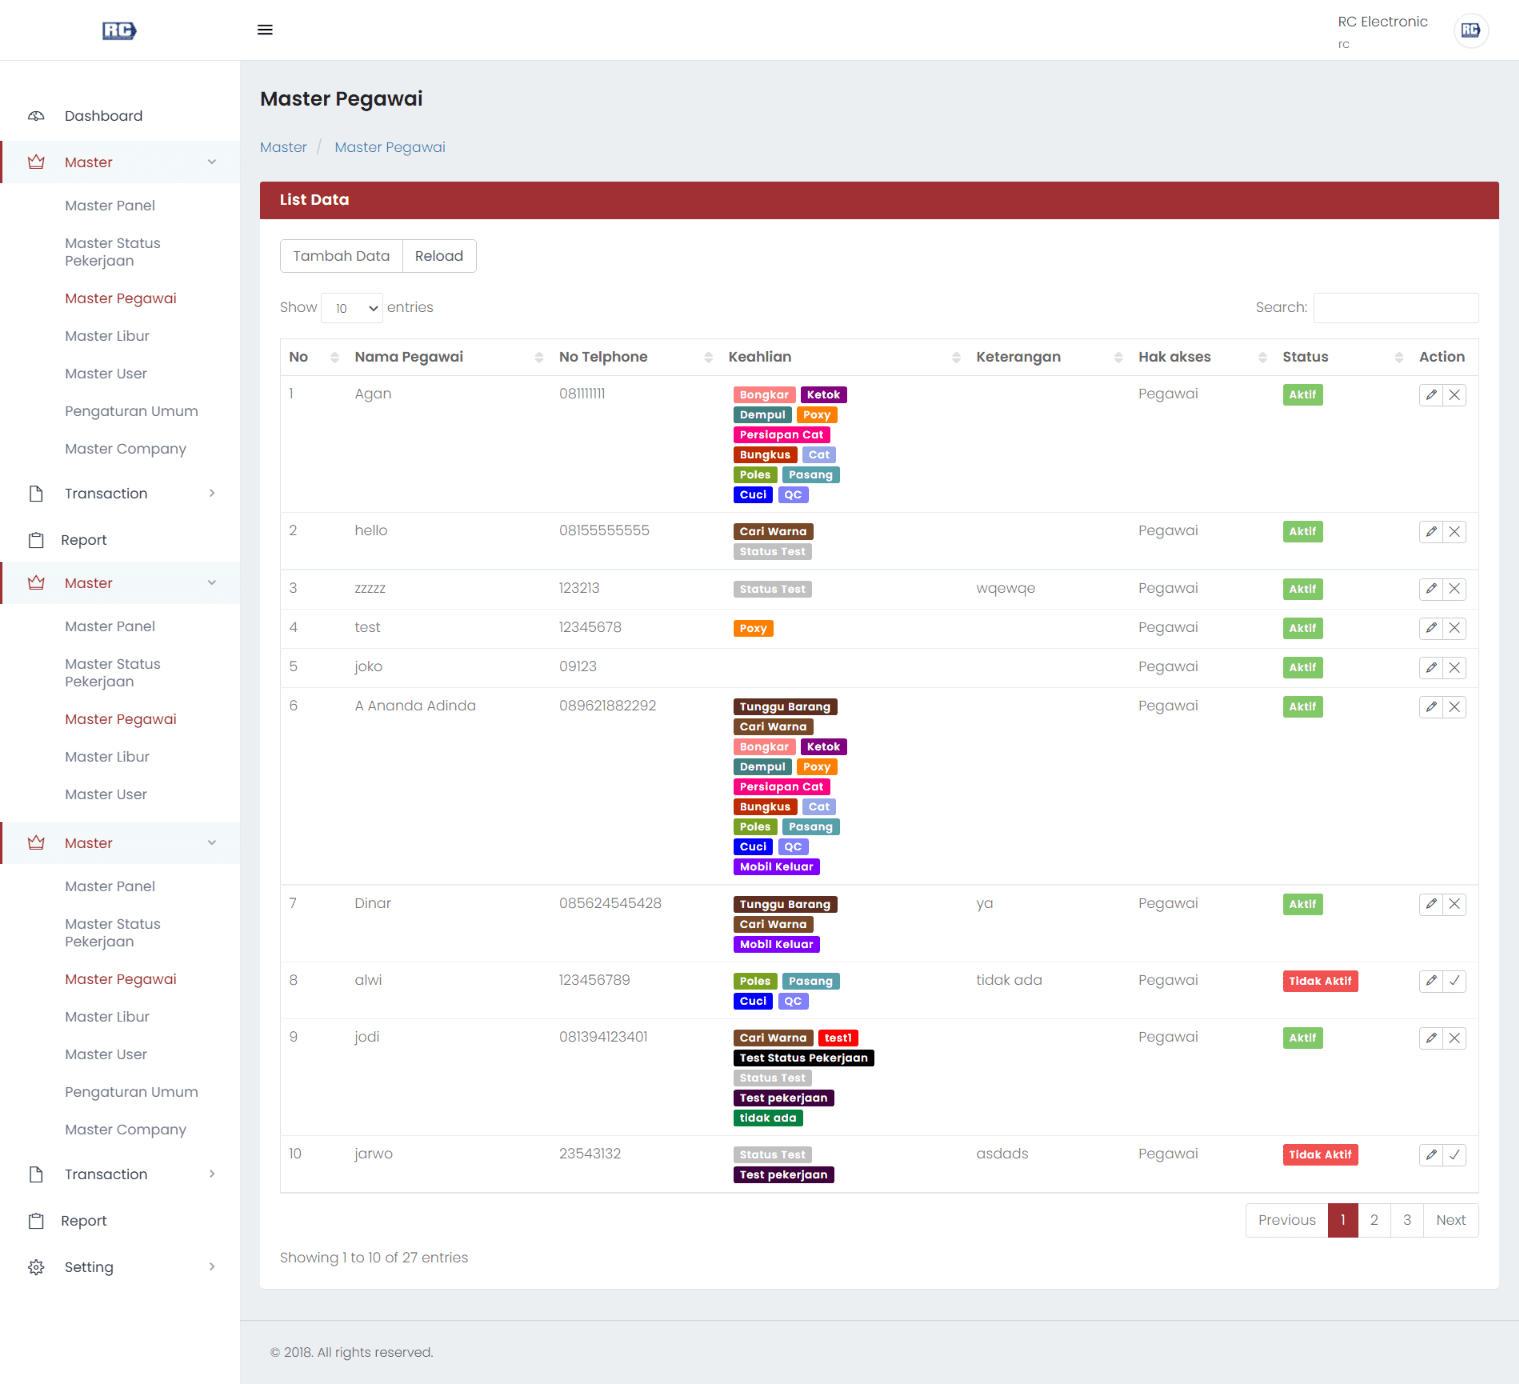 RC
RC Electronic
rc
RC
Dashboard
Master
Master Panel
Master Status
Pekerjaan
Master Pegawai
Master Libur
Master User
Pengaturan Umum
Master Company
Transaction
Report
Master
Master Panel
Master Status
Pekerjaan
Master Pegawai
Master Libur
Master User
Master
Master Panel
Master Status
Pekerjaan
Master Pegawai
Master Libur
Master User
Pengaturan Umum
Master Company
Transaction
Report
Setting
Master Pegawai
Master / Master Pegawai
List Data
Tambah Data Reload
Show 10 entries
Search:
No Nama Pegawai No Telphone Keahlian Keterangan Hak akses Status Action
1 Agan 081111111 Bongkar Ketok Pegawai Aktif
Dempul Poxy
Persiapan Cat
Bungkus Cat
Poles Pasang
Cuci QC
2 hello 08155555555 Cari Warna Pegawai Aktif
Status Test
3 zzzzz 123213 Status Test wqewqe Pegawai Aktif
4 test 12345678 Poxy Pegawai Aktif
5 joko 09123 Pegawai Aktif
6 A Ananda Adinda 089621882292 Tunggu Barang Pegawai Aktif
Cari Warna
Bongkar Ketok
Dempul Poxy
Persiapan Cat
Bungkus Cat
Poles Pasang
Cuci QC
Mobil Keluar
7 Dinar 085624545428 Tunggu Barang ya Pegawai Aktif
Cari Warna
Mobil Keluar
8 alwi 123456789 Poles Pasang tidak ada Pegawai Tidak Aktif
Cuci QC
9 jodi 081394123401 Cari Warna test1 Pegawai Aktif
Test Status Pekerjaan
Status Test
Test pekerjaan
tidak ada
10 jarwo 23543132 Status Test asdads Pegawai Tidak Aktif
Test pekerjaan
Previous 1 2 3 Next
Showing 1 to 10 of 27 entries
© 2018. All rights reserved.